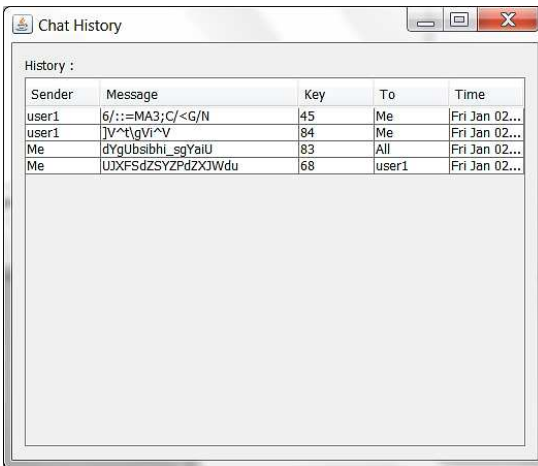 Chat History
History :
Sender Message Key To Time
user1 6/::=MA3;C/<G/N 45 Me Fri Jan 02...
user1 ]V^t\gVi^V 84 Me Fri Jan 02...
Me dYgUbsibhi_sgYaiU 83 All Fri Jan 02...
Me UJXFSdZSYZPdZXJWdu 68 user1 Fri Jan 02...